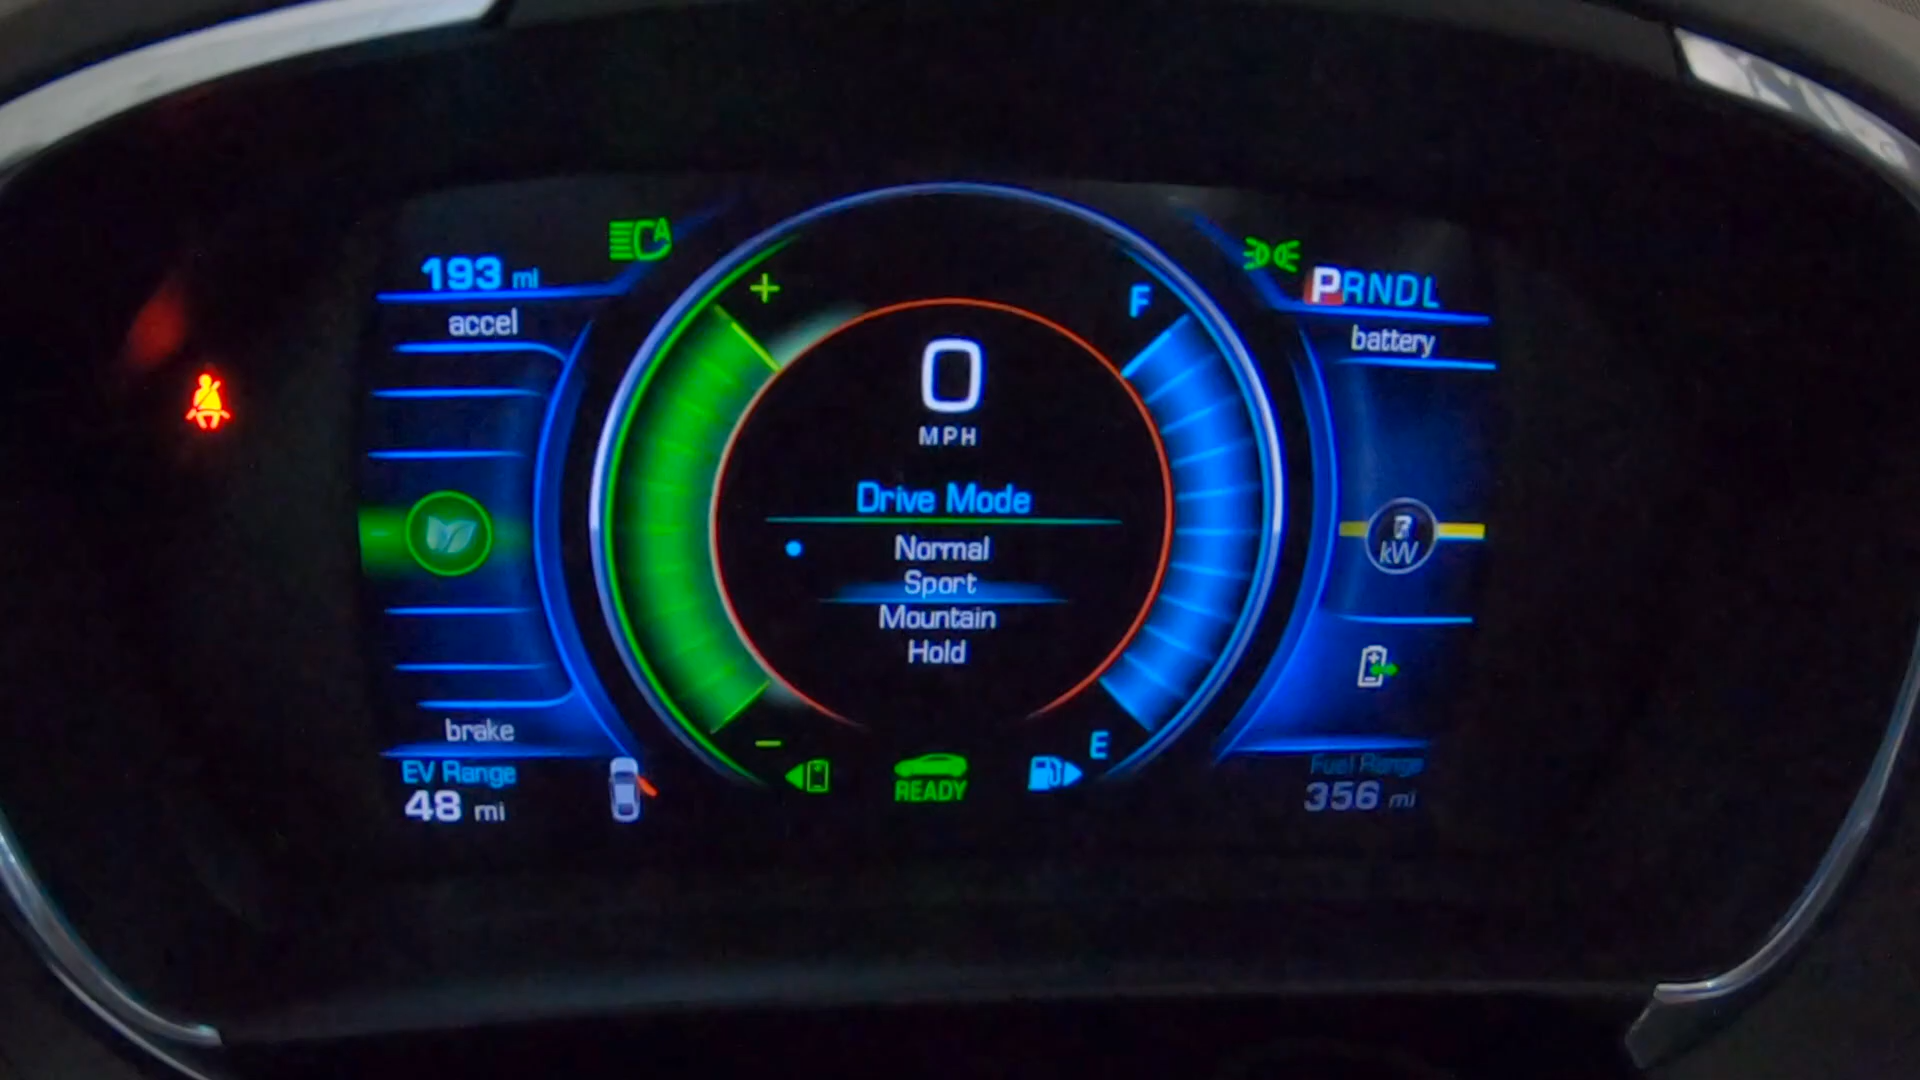 193 mi
PRNDL
accel
battery
+
F
0
MPH
Drive Mode
Normal
Sport
Mountain
Hold
kW
brake
−
E
EV Range
48 mi
READY
Fuel Range
356 mi
A